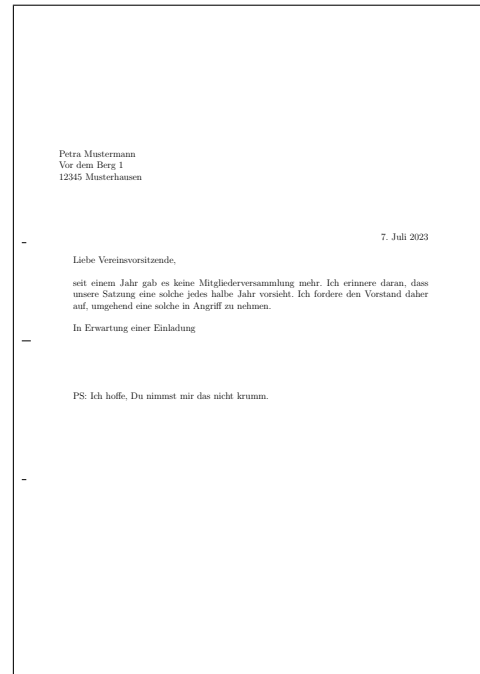 Petra Mustermann
Vor dem Berg 1
12345 Musterhausen
7. Juli 2023
Liebe Vereinsvorsitzende,
seit einem Jahr gab es keine Mitgliederversammlung mehr. Ich erinnere daran, dass
unsere Satzung eine solche jedes halbe Jahr vorsieht. Ich fordere den Vorstand daher
auf, umgehend eine solche in Angriff zu nehmen.
In Erwartung einer Einladung
PS: Ich hoffe, Du nimmst mir das nicht krumm.